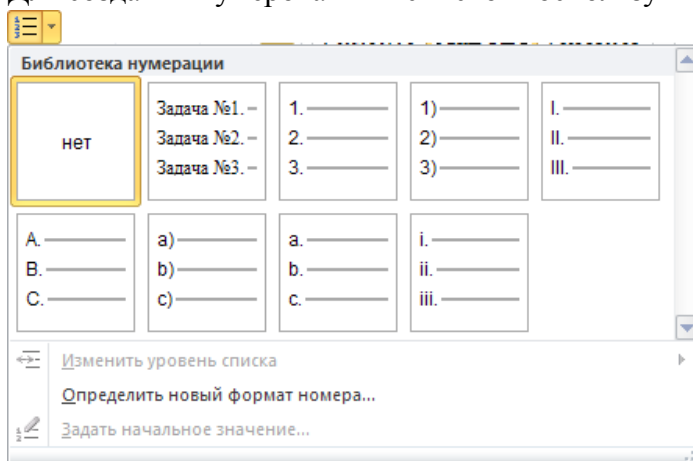 Библиотека нумерации
нет
Задача №1.
Задача №2.
Задача №3.
1.
2.
3.
1)
2)
3)
I.
II.
III.
A.
B.
C.
a)
b)
c)
a.
b.
c.
i.
ii.
iii.
Изменить уровень списка
Определить новый формат номера...
Задать начальное значение...